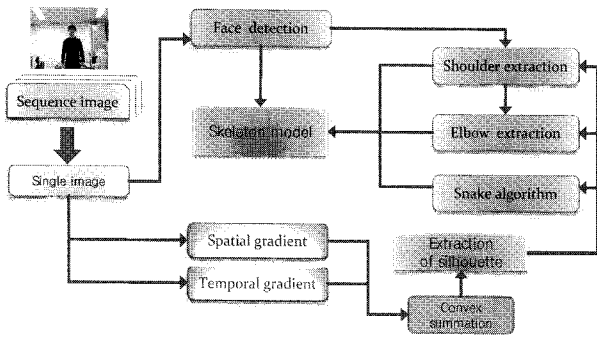 Face detection
Shoulder extraction
Sequence image
Skeleton model
Elbow extraction
Single image
Snake algorithm
Spatial gradient
Extraction
of silhouette
Temporal gradient
Convex
summation